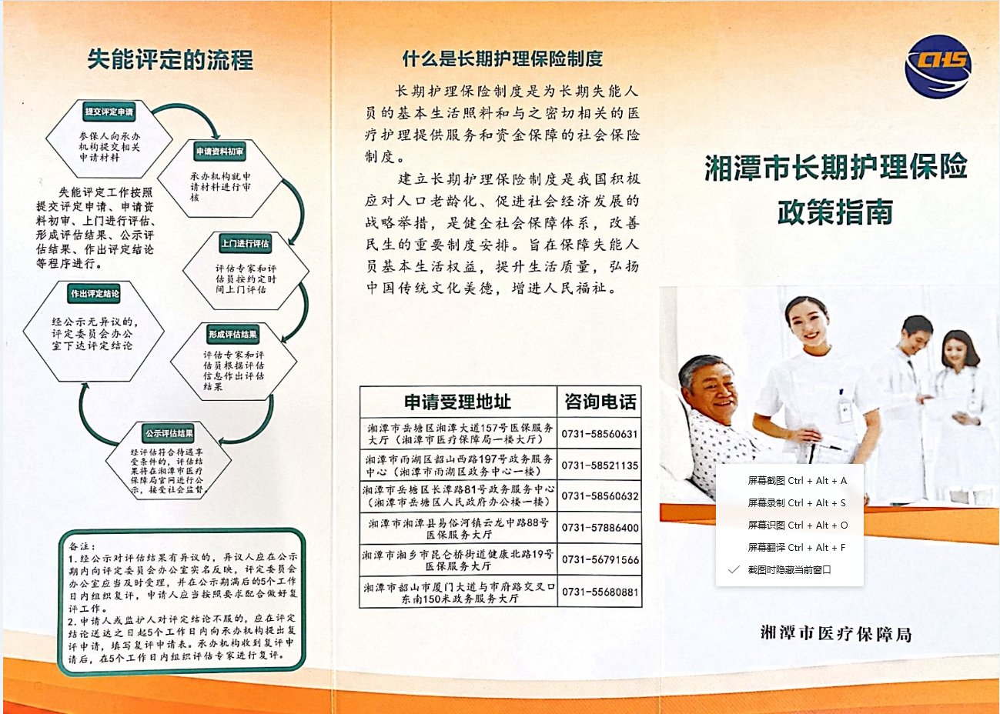 失能评定的流程
提交评定申请
参保人向承办
机构提交相关
申请材料
申请资料初审
承办机构就申
请材料进行审
核
失能评定工作按照
提交评定申请、申请资
料初审、上门进行评估、
形成评估结果、公示评
估结果、作出评定结论
等程序进行。
上门进行评估
评估专家和评
估员按约定时
间上门评估
形成评估结果
评估专家和评
估员根据评估
信息作出评估
结果
公示评估结果
经评估符合待遇享
受条件的，评估结
果将在湘潭市医疗
保障局官网进行公
示，接受社会监督。
作出评定结论
经公示无异议的，
评定委员会办公
室下达评定结论
备注：
1.经公示对评估结果有异议的，异议人应在公示
期内向评定委员会办公室实名反映，评定委员会
办公室应当及时受理，并在公示期满后的5个工作
日内组织复评，申请人应当按照要求配合做好复
评工作。
2.申请人或监护人对评定结论不服的，应在评定
结论送达之日起5个工作日内向承办机构提出复
评申请，填写复评申请表。承办机构收到复评申
请后，在5个工作日内组织评估专家进行复评。
什么是长期护理保险制度
长期护理保险制度是为长期失能人
员的基本生活照料和与之密切相关的医
疗护理提供服务和资金保障的社会保险
制度。
建立长期护理保险制度是我国积极
应对人口老龄化、促进社会经济发展的
战略举措，是健全社会保障体系，改善
民生的重要制度安排。旨在保障失能人
员基本生活权益，提升生活质量，弘扬
中国传统文化美德，增进人民福祉。
申请受理地址 咨询电话
湘潭市岳塘区湘潭大道157号医保服务
大厅（湘潭市医疗保障局一楼大厅） 0731-58560631
湘潭市雨湖区韶山西路197号政务服务
中心（湘潭市雨湖区政务中心一楼） 0731-58521135
湘潭市岳塘区长潭路81号政务服务中心
（湘潭市岳塘区人民政府办公楼一楼） 0731-58560632
湘潭市湘潭县易俗河镇云龙中路88号
医保服务大厅 0731-57886400
湘潭市湘乡市昆仑桥街道健康北路19号
医保服务大厅 0731-56791566
湘潭市韶山市厦门大道与市府路交叉口
东南150米政务服务大厅 0731-55680881
CHS
湘潭市长期护理保险
政策指南
屏幕截图 Ctrl + Alt + A
屏幕录制 Ctrl + Alt + S
屏幕识图 Ctrl + Alt + O
屏幕翻译 Ctrl + Alt + F
截图时隐藏当前窗口
湘潭市医疗保障局